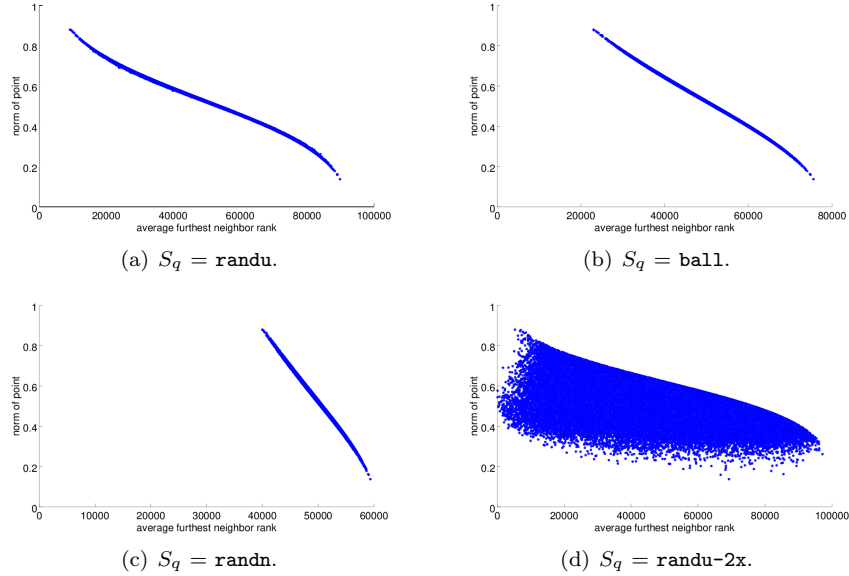 1
0.8
0.6
0.4
0.2
0
norm of point
0 20000 40000 60000 80000 100000
average furthest neighbor rank
(a) S_q = randu.
1
0.8
0.6
0.4
0.2
0
norm of point
0 20000 40000 60000 80000
average furthest neighbor rank
(b) S_q = ball.
1
0.8
0.6
0.4
0.2
0
norm of point
0 10000 20000 30000 40000 50000 60000
average furthest neighbor rank
(c) S_q = randn.
1
0.8
0.6
0.4
0.2
0
norm of point
0 20000 40000 60000 80000 100000
average furthest neighbor rank
(d) S_q = randu-2x.